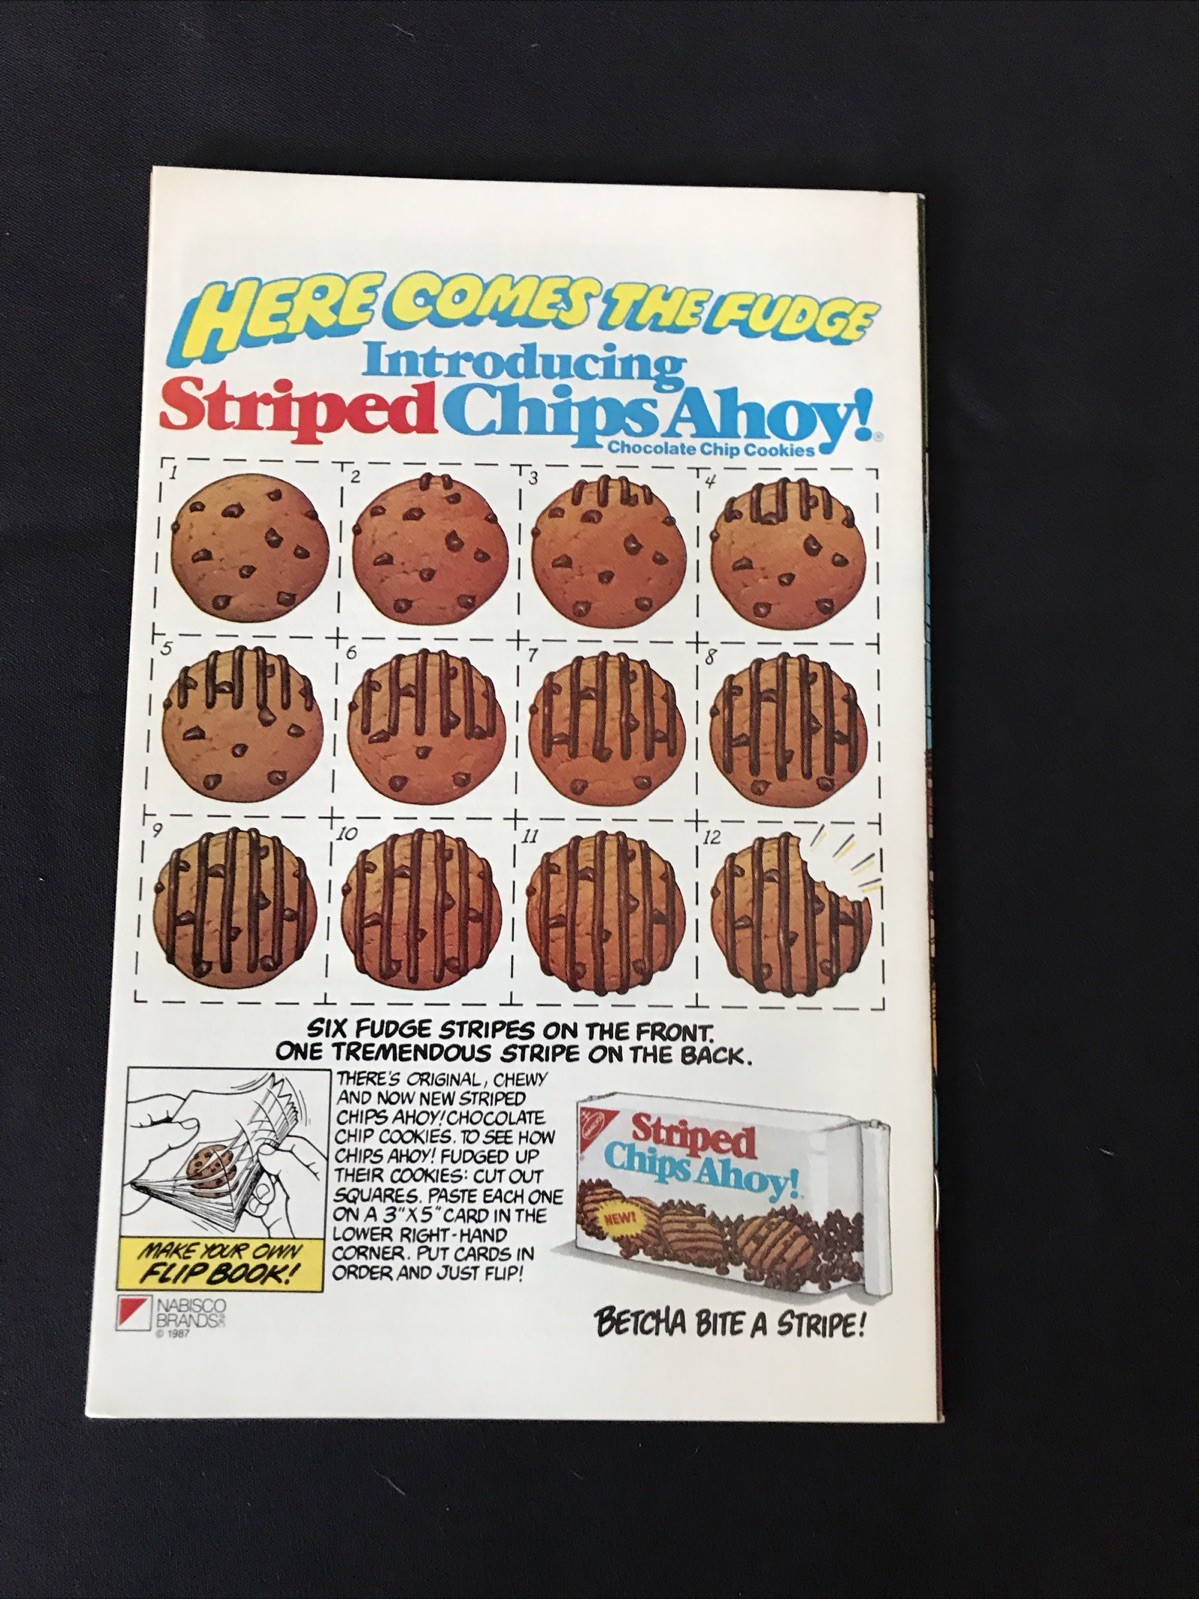 HERE COMES THE FUDGE
Introducing
Striped Chips Ahoy!®
Chocolate Chip Cookies
1
2
3
4
5
6
7
8
9
10
11
12
SIX FUDGE STRIPES ON THE FRONT.
ONE TREMENDOUS STRIPE ON THE BACK.
THERE'S ORIGINAL, CHEWY
AND NOW NEW STRIPED
CHIPS AHOY! CHOCOLATE
CHIP COOKIES. TO SEE HOW
CHIPS AHOY! FUDGED UP
THEIR COOKIES: CUT OUT
SQUARES. PASTE EACH ONE
ON A 3"X5" CARD IN THE
LOWER RIGHT-HAND
CORNER. PUT CARDS IN
ORDER AND JUST FLIP!
MAKE YOUR OWN
FLIP BOOK!
NABISCO
BRANDS
© 1987
NABISCO
Striped
Chips Ahoy!
NEW!
BETCHA BITE A STRIPE!